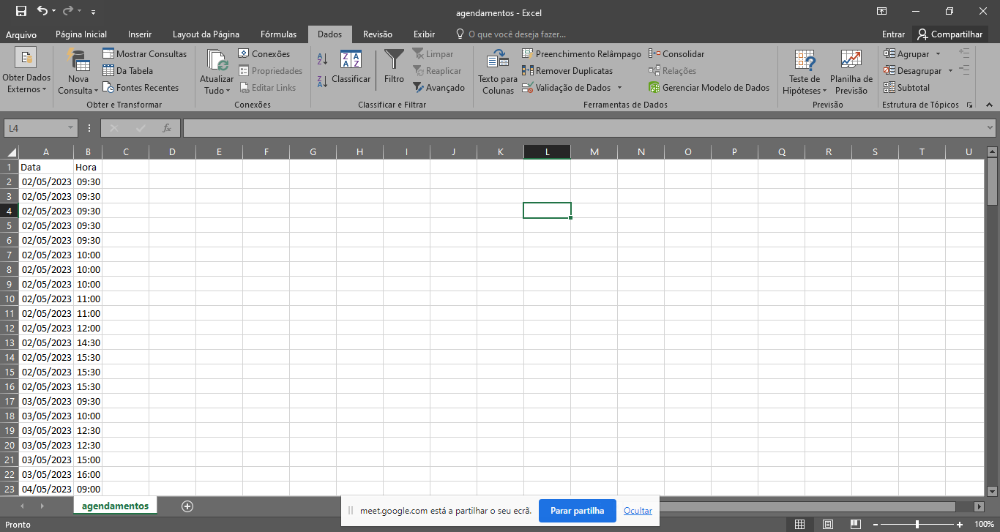 agendamentos - Excel
Arquivo Página Inicial Inserir Layout da Página Fórmulas Dados Revisão Exibir O que você deseja fazer... Entrar Compartilhar
Obter Dados Externos
Nova Consulta
Mostrar Consultas
Da Tabela
Fontes Recentes
Obter e Transformar
Atualizar Tudo
Conexões
Propriedades
Editar Links
Conexões
Classificar
Filtro
Limpar
Reaplicar
Avançado
Classificar e Filtrar
Texto para Colunas
Preenchimento Relâmpago
Remover Duplicatas
Validação de Dados
Consolidar
Relações
Gerenciar Modelo de Dados
Ferramentas de Dados
Teste de Hipóteses
Planilha de Previsão
Previsão
Agrupar
Desagrupar
Subtotal
Estrutura de Tópicos
L4 fx
A B C D E F G H I J K L M N O P Q R S T U
1 Data Hora
2 02/05/2023 09:30
3 02/05/2023 09:30
4 02/05/2023 09:30
5 02/05/2023 09:30
6 02/05/2023 09:30
7 02/05/2023 10:00
8 02/05/2023 10:00
9 02/05/2023 10:00
10 02/05/2023 11:00
11 02/05/2023 11:00
12 02/05/2023 12:00
13 02/05/2023 14:30
14 02/05/2023 15:30
15 02/05/2023 15:30
16 02/05/2023 15:30
17 03/05/2023 09:30
18 03/05/2023 10:00
19 03/05/2023 12:30
20 03/05/2023 12:30
21 03/05/2023 15:00
22 03/05/2023 16:00
23 04/05/2023 09:00
agendamentos
meet.google.com está a partilhar o seu ecrã. Parar partilha Ocultar
Pronto 100%